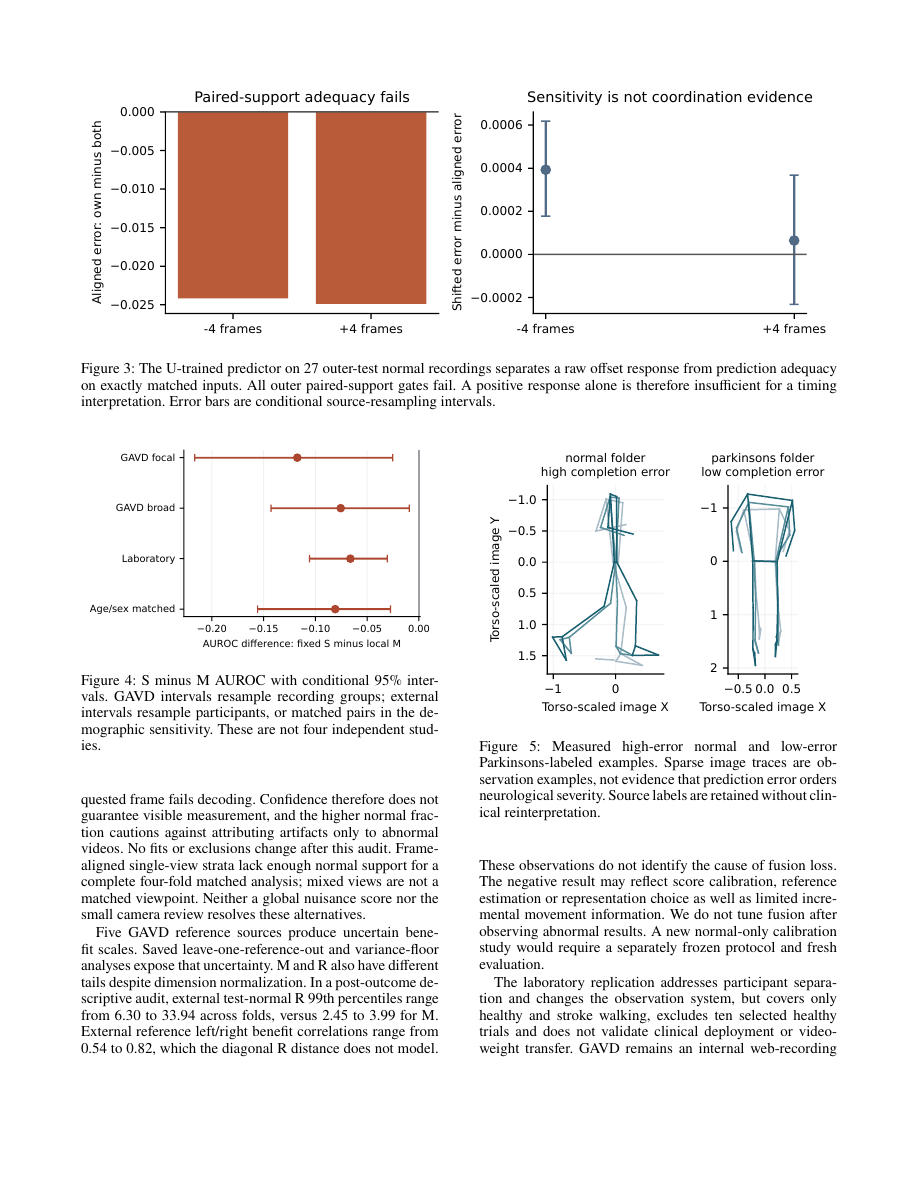 Paired-support adequacy fails
Aligned error: own minus both
0.000
−0.005
−0.010
−0.015
−0.020
−0.025
-4 frames
+4 frames
Sensitivity is not coordination evidence
Shifted error minus aligned error
0.0006
0.0004
0.0002
0.0000
−0.0002
-4 frames
+4 frames
Figure 3: The U-trained predictor on 27 outer-test normal recordings separates a raw offset response from prediction adequacy
on exactly matched inputs. All outer paired-support gates fail. A positive response alone is therefore insufficient for a timing
interpretation. Error bars are conditional source-resampling intervals.
GAVD focal
GAVD broad
Laboratory
Age/sex matched
−0.20
−0.15
−0.10
−0.05
0.00
AUROC difference: fixed S minus local M
Figure 4: S minus M AUROC with conditional 95% inter-
vals. GAVD intervals resample recording groups; external
intervals resample participants, or matched pairs in the de-
mographic sensitivity. These are not four independent stud-
ies.
quested frame fails decoding. Confidence therefore does not
guarantee visible measurement, and the higher normal frac-
tion cautions against attributing artifacts only to abnormal
videos. No fits or exclusions change after this audit. Frame-
aligned single-view strata lack enough normal support for a
complete four-fold matched analysis; mixed views are not a
matched viewpoint. Neither a global nuisance score nor the
small camera review resolves these alternatives.
Five GAVD reference sources produce uncertain bene-
fit scales. Saved leave-one-reference-out and variance-floor
analyses expose that uncertainty. M and R also have different
tails despite dimension normalization. In a post-outcome de-
scriptive audit, external test-normal R 99th percentiles range
from 6.30 to 33.94 across folds, versus 2.45 to 3.99 for M.
External reference left/right benefit correlations range from
0.54 to 0.82, which the diagonal R distance does not model.
normal folder
high completion error
Torso-scaled image Y
−1.0
−0.5
0.0
0.5
1.0
1.5
−1
0
Torso-scaled image X
parkinsons folder
low completion error
−1
0
1
2
−0.5
0.0
0.5
Torso-scaled image X
Figure 5: Measured high-error normal and low-error
Parkinsons-labeled examples. Sparse image traces are ob-
servation examples, not evidence that prediction error orders
neurological severity. Source labels are retained without clin-
ical reinterpretation.
These observations do not identify the cause of fusion loss.
The negative result may reflect score calibration, reference
estimation or representation choice as well as limited incre-
mental movement information. We do not tune fusion after
observing abnormal results. A new normal-only calibration
study would require a separately frozen protocol and fresh
evaluation.
The laboratory replication addresses participant separa-
tion and changes the observation system, but covers only
healthy and stroke walking, excludes ten selected healthy
trials and does not validate clinical deployment or video-
weight transfer. GAVD remains an internal web-recording